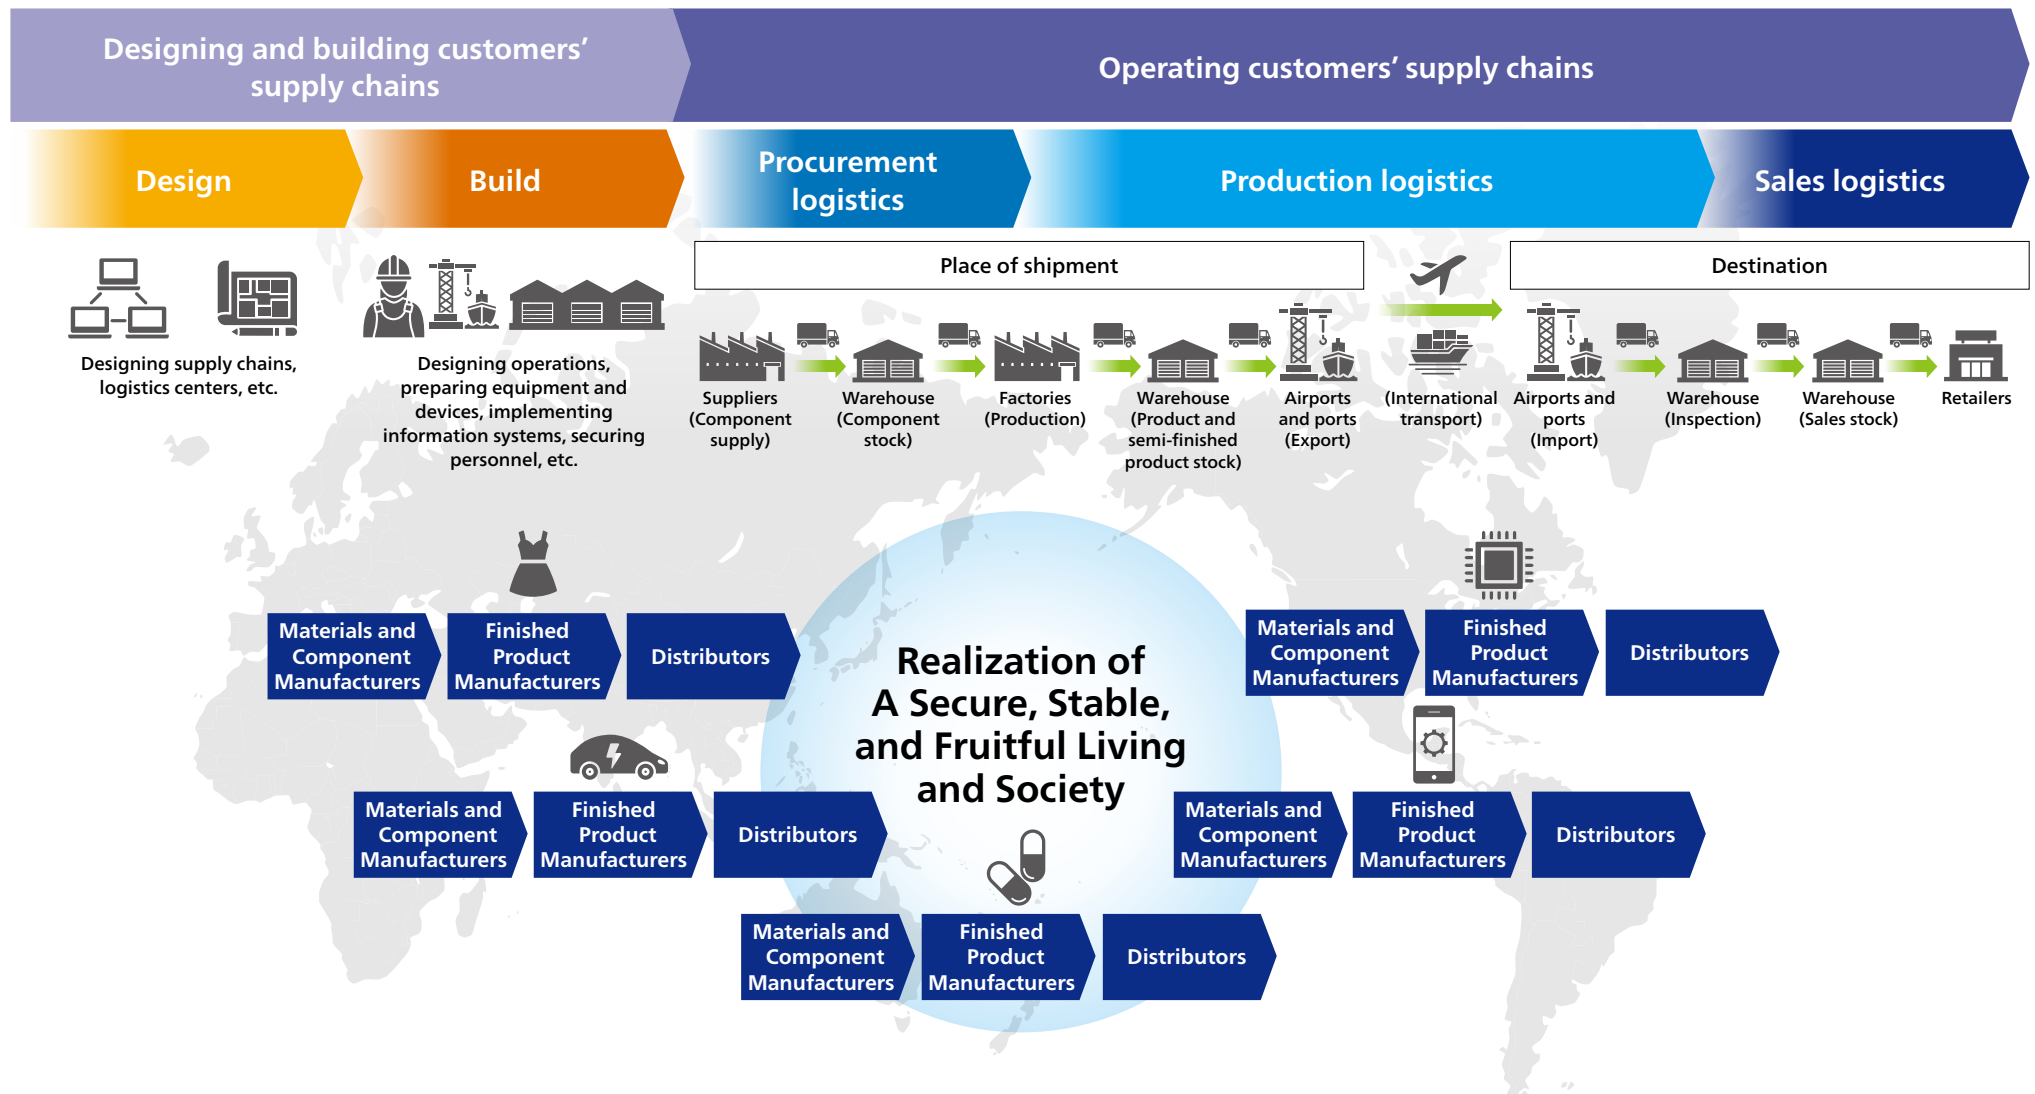 Designing and building customers’
supply chains
Operating customers’ supply chains
Design
Build
Procurement
logistics
Production logistics
Sales logistics
Designing supply chains,
logistics centers, etc.
Designing operations,
preparing equipment and
devices, implementing
information systems, securing
personnel, etc.
Place of shipment
Destination
Suppliers
(Component
supply)
Warehouse
(Component
stock)
Factories
(Production)
Warehouse
(Product and
semi-finished
product stock)
Airports
and ports
(Export)
(International
transport)
Airports and
ports
(Import)
Warehouse
(Inspection)
Warehouse
(Sales stock)
Retailers
Materials and
Component
Manufacturers
Finished
Product
Manufacturers
Distributors
Materials and
Component
Manufacturers
Finished
Product
Manufacturers
Distributors
Realization of
A Secure, Stable,
and Fruitful Living
and Society
Materials and
Component
Manufacturers
Finished
Product
Manufacturers
Distributors
Materials and
Component
Manufacturers
Finished
Product
Manufacturers
Distributors
Materials and
Component
Manufacturers
Finished
Product
Manufacturers
Distributors